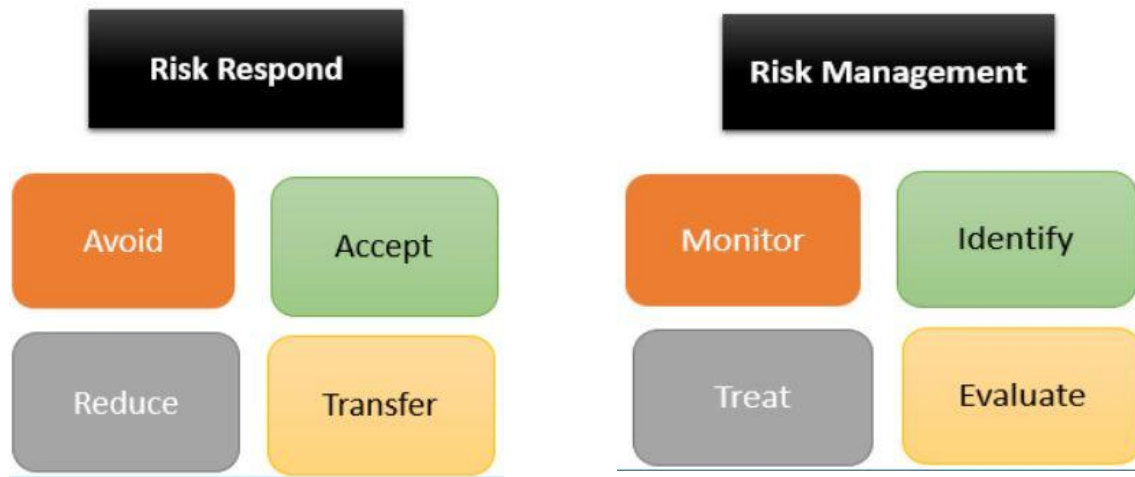 Risk Respond
Avoid
Accept
Reduce
Transfer
Risk Management
Monitor
Identify
Treat
Evaluate